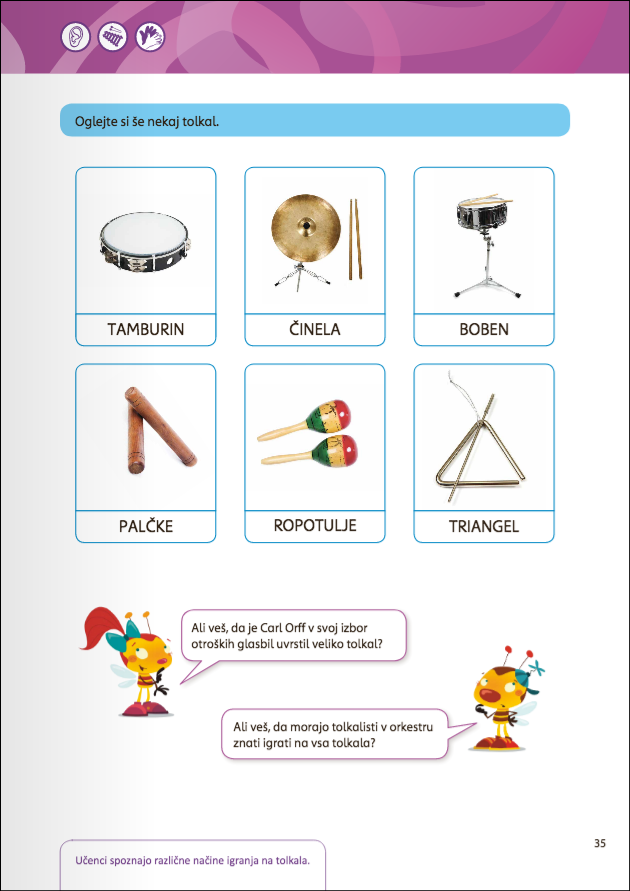 Oglejte si še nekaj tolkal.
TAMBURIN
ČINELA
BOBEN
PALČKE
ROPOTULJE
TRIANGEL
Ali veš, da je Carl Orff v svoj izbor
otroških glasbil uvrstil veliko tolkal?
Ali veš, da morajo tolkalisti v orkestru
znati igrati na vsa tolkala?
35
Učenci spoznajo različne načine igranja na tolkala.